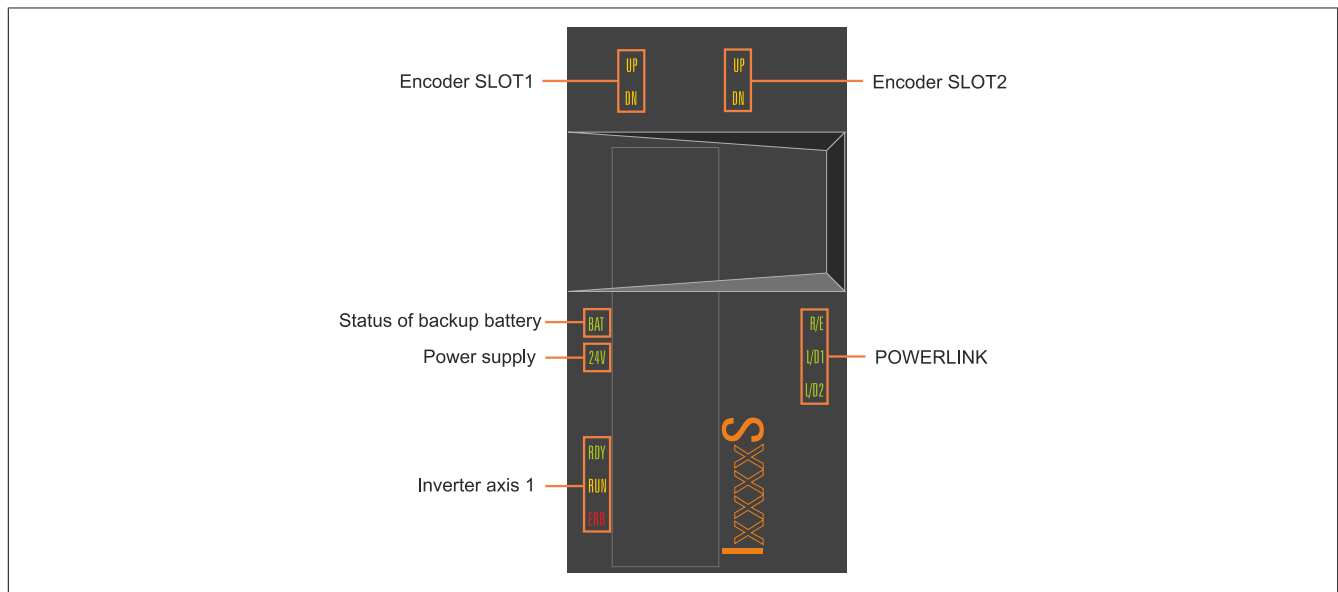 Encoder SLOT1
UP
DN
UP
DN
Encoder SLOT2
Status of backup battery
BAT
Power supply
24V
R/E
L/D1
L/D2
POWERLINK
Inverter axis 1
RDY
RUN
ERR
SXXXXXI